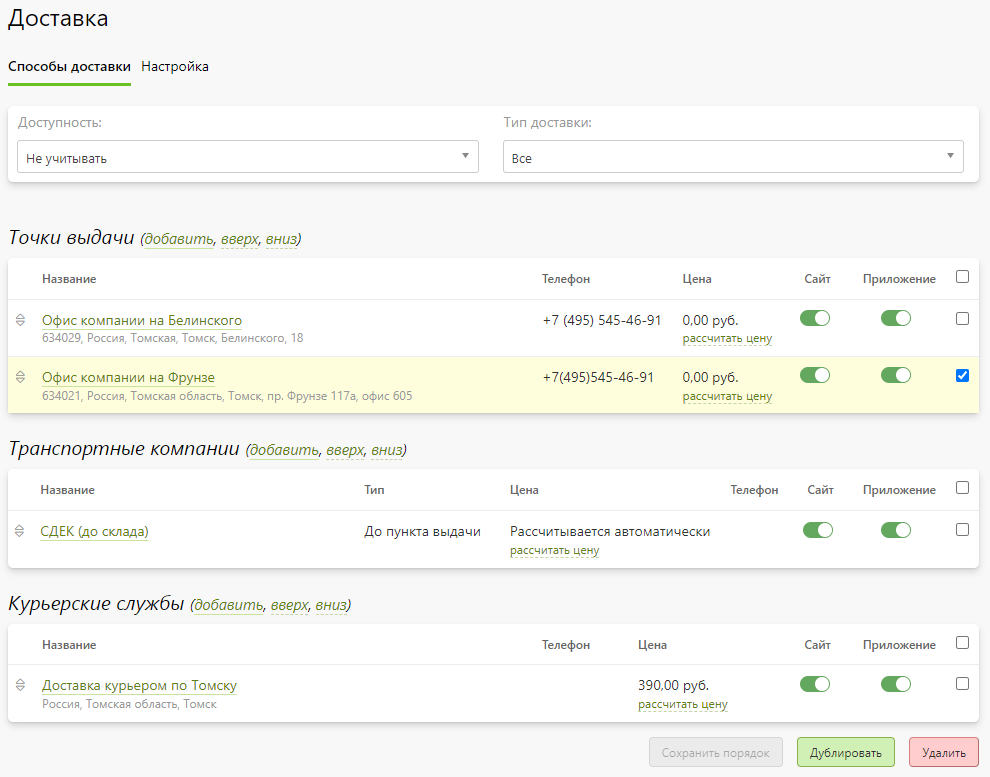 Доставка
Способы доставки Настройка
Доступность: Тип доставки:
Не учитывать Все
Точки выдачи (добавить, вверх, вниз)
Название Телефон Цена Сайт Приложение
Офис компании на Белинского +7 (495) 545-46-91 0,00 руб.
634029, Россия, Томская, Томск, Белинского, 18 рассчитать цену
Офис компании на Фрунзе +7(495)545-46-91 0,00 руб.
634021, Россия, Томская область, Томск, пр. Фрунзе 117а, офис 605 рассчитать цену
Транспортные компании (добавить, вверх, вниз)
Название Тип Цена Телефон Сайт Приложение
СДЕК (до склада) До пункта выдачи Рассчитывается автоматически
рассчитать цену
Курьерские службы (добавить, вверх, вниз)
Название Телефон Цена Сайт Приложение
Доставка курьером по Томску 390,00 руб.
Россия, Томская область, Томск рассчитать цену
Сохранить порядок Дублировать Удалить